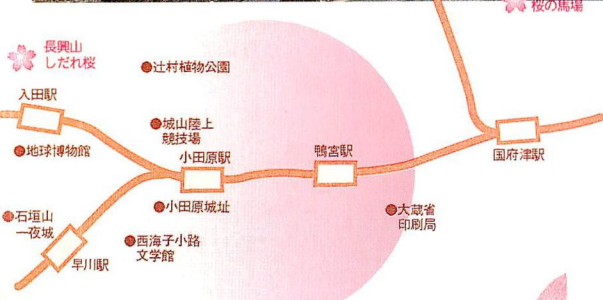 桜の馬場
長興山
しだれ桜
辻村植物公園
入田駅
城山陸上
競技場
地球博物館
小田原駅
鴨宮駅
国府津駅
小田原城址
大蔵省
印刷局
石垣山
一夜城
西海子小路
文学館
早川駅